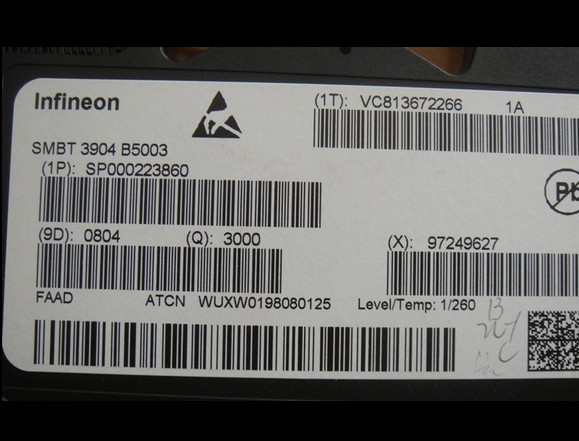 Infineon
(1T): VC813672266 1A
SMBT 3904 B5003
(1P): SP000223860
Pb
(9D): 0804 (Q): 3000 (X): 97249627
FAAD ATCN WUXW0198080125 Level/Temp: 1/260